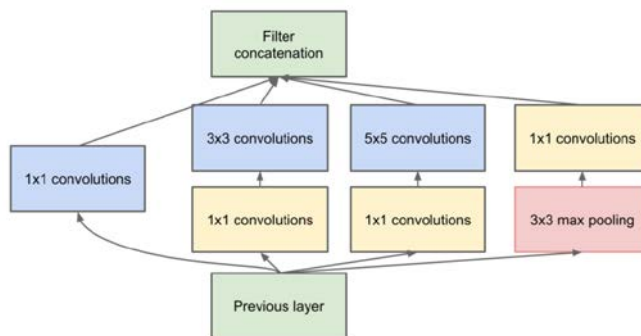 Filter
concatenation
3x3 convolutions
5x5 convolutions
1x1 convolutions
1x1 convolutions
1x1 convolutions
1x1 convolutions
3x3 max pooling
Previous layer